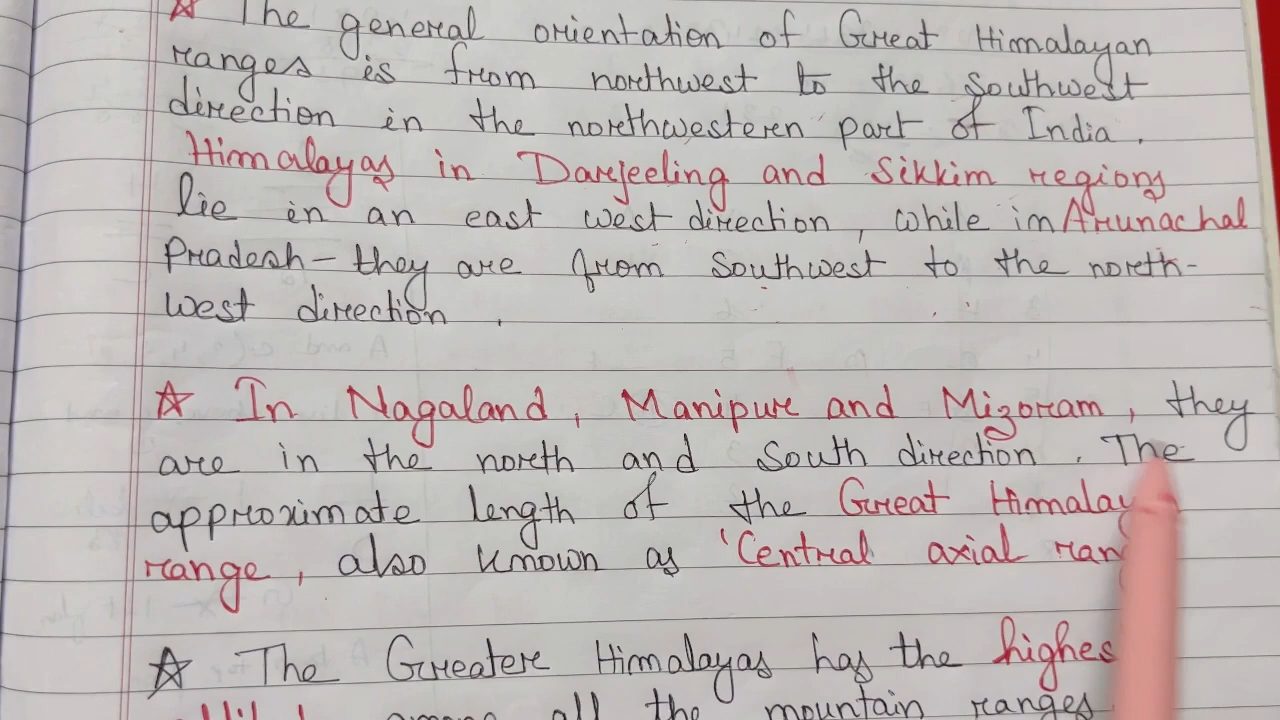 ☆ The general orientation of Great Himalayan
ranges is from northwest to the southwest
direction in the northwestern part of India.
Himalayas in Darjeeling and Sikkim regions
lie in an east west direction, while in Arunachal
Pradesh - they are from southwest to the north-
west direction.
☆ In Nagaland, Manipur and Mizoram, they
are in the north and south direction. The
approximate length of the Great Himalay
range, also known as 'Central axial ran
☆ The Greater Himalayas has the highes
among all the mountain ranges